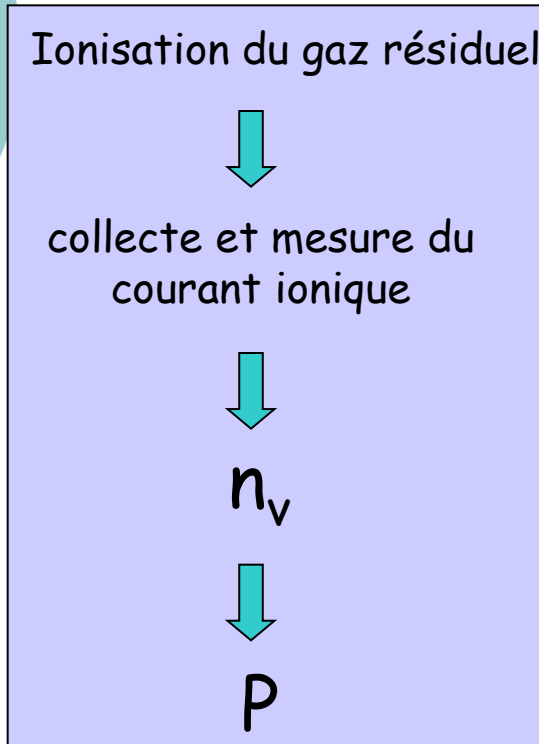 Ionisation du gaz résiduel
collecte et mesure du
courant ionique
nv
p